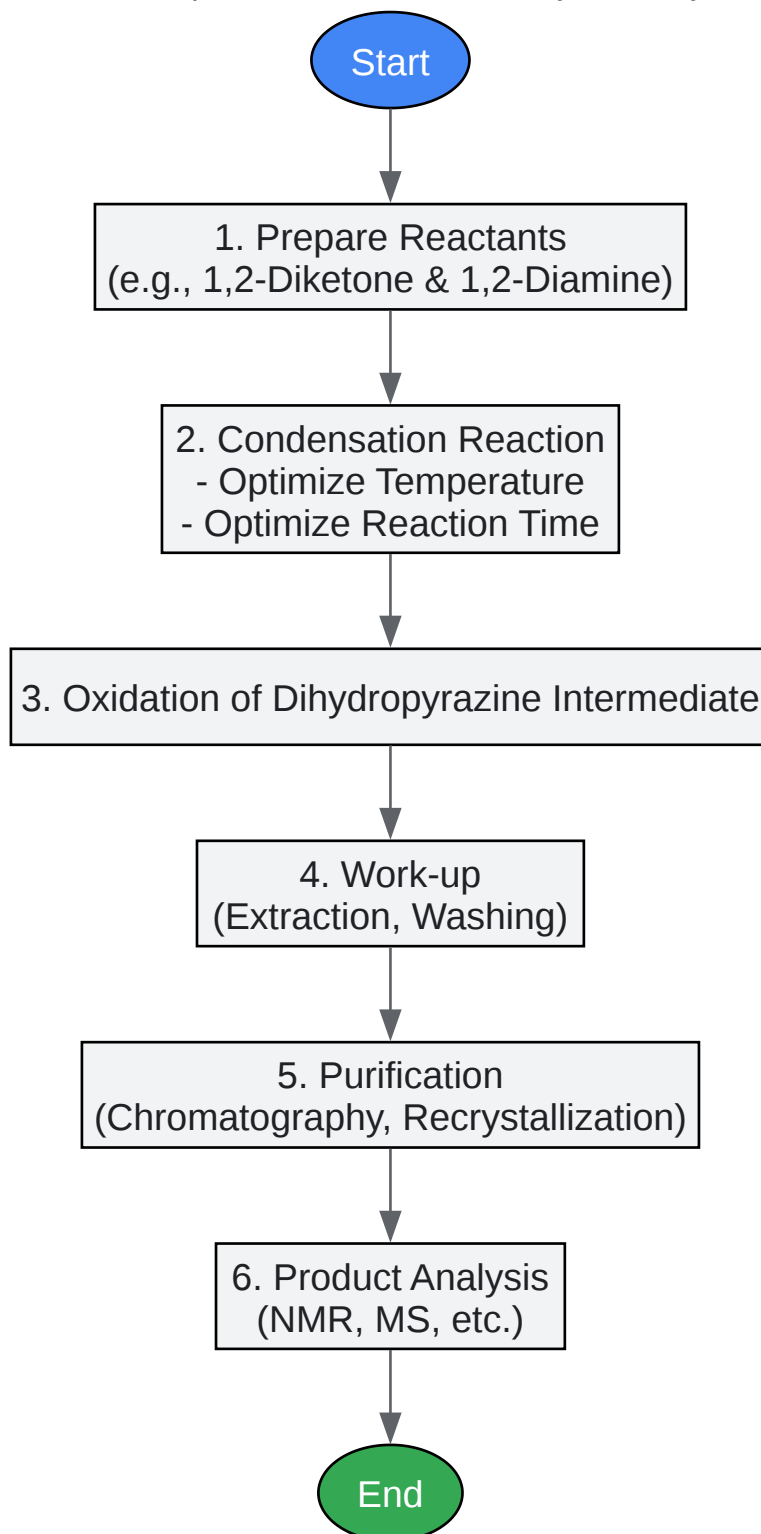 Start
1. Prepare Reactants
(e.g., 1,2-Diketone & 1,2-Diamine)
2. Condensation Reaction
- Optimize Temperature
- Optimize Reaction Time
3. Oxidation of Dihydropyrazine Intermediate
4. Work-up
(Extraction, Washing)
5. Purification
(Chromatography, Recrystallization)
6. Product Analysis
(NMR, MS, etc.)
End